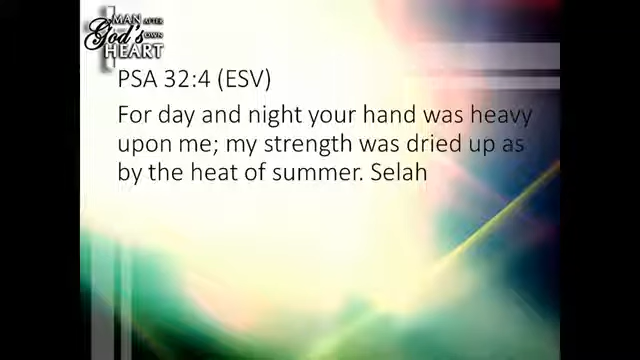 MAN AFTER
God's OWN
HEART
PSA 32:4 (ESV)
For day and night your hand was heavy
upon me; my strength was dried up as
by the heat of summer. Selah